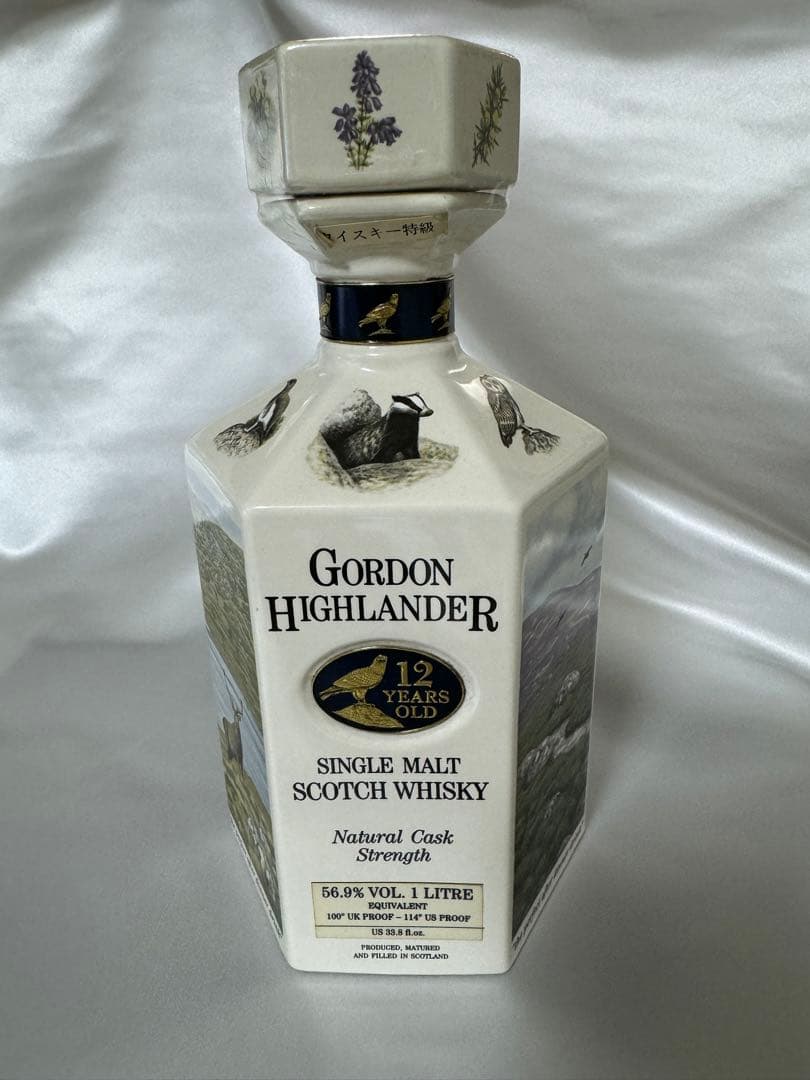 イスキー特級
GORDON
HIGHLANDER
12
YEARS
OLD
SINGLE MALT
SCOTCH WHISKY
Natural Cask
Strength
56.9% VOL. 1 LITRE
EQUIVALENT
100° UK PROOF – 114° US PROOF
US 33.8 fl.oz.
PRODUCED, MATURED
AND FILLED IN SCOTLAND